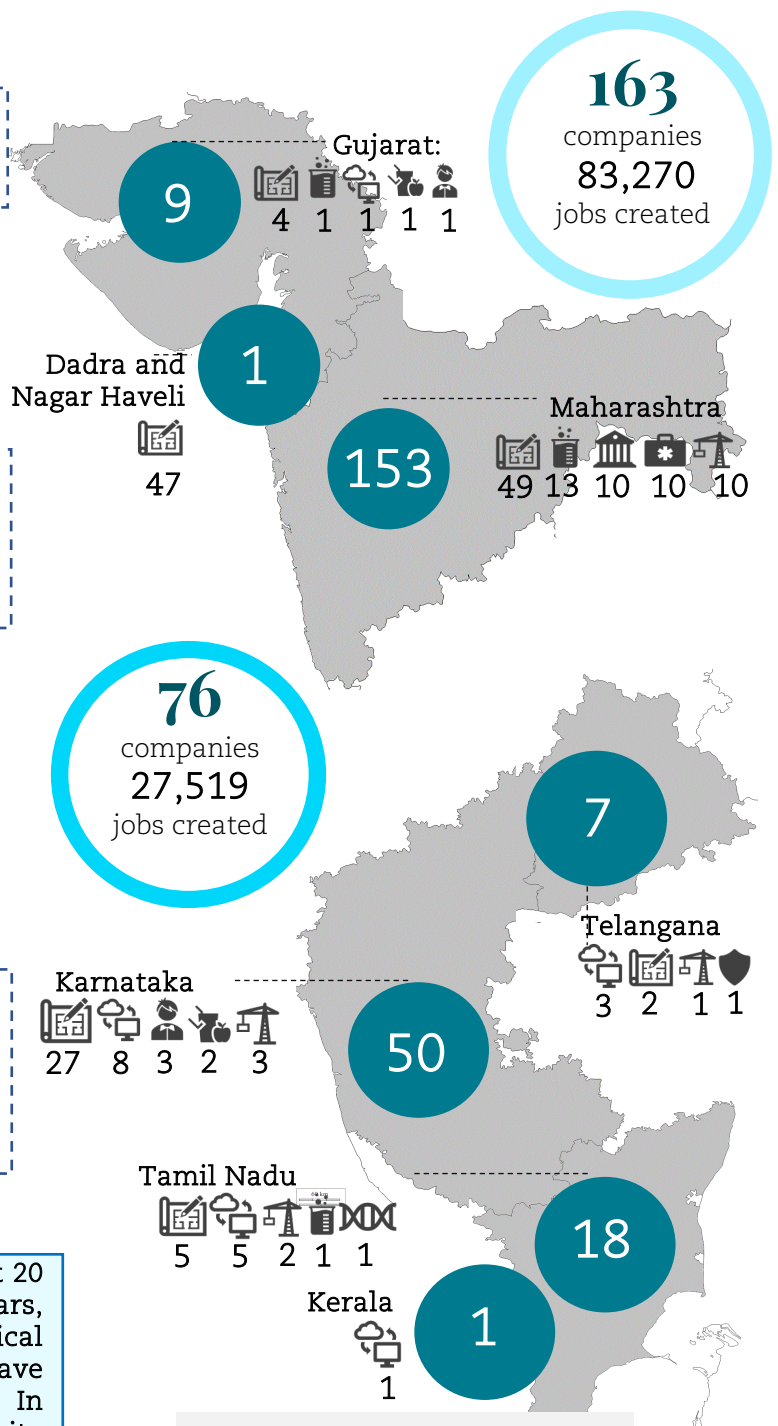 163
companies
83,270
jobs created
Gujarat:
9
4 1 1 1 1
Dadra and
Nagar Haveli
1
47
Maharashtra
153
49 13 10 10 10
76
companies
27,519
jobs created
7
Telangana
3 2 1 1
Karnataka
50
27 8 3 2 3
Tamil Nadu
18
5 5 2 1 1
Kerala
1
1
20
ars,
ical
ave
In